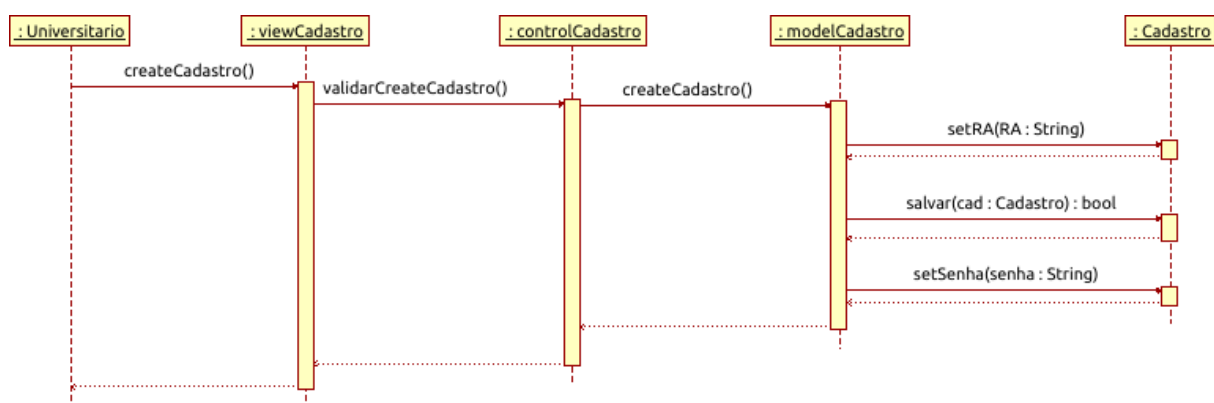 : Universitario
: viewCadastro
: controlCadastro
: modelCadastro
: Cadastro
createCadastro()
validarCreateCadastro()
createCadastro()
setRA(RA : String)
salvar(cad : Cadastro) : bool
setSenha(senha : String)